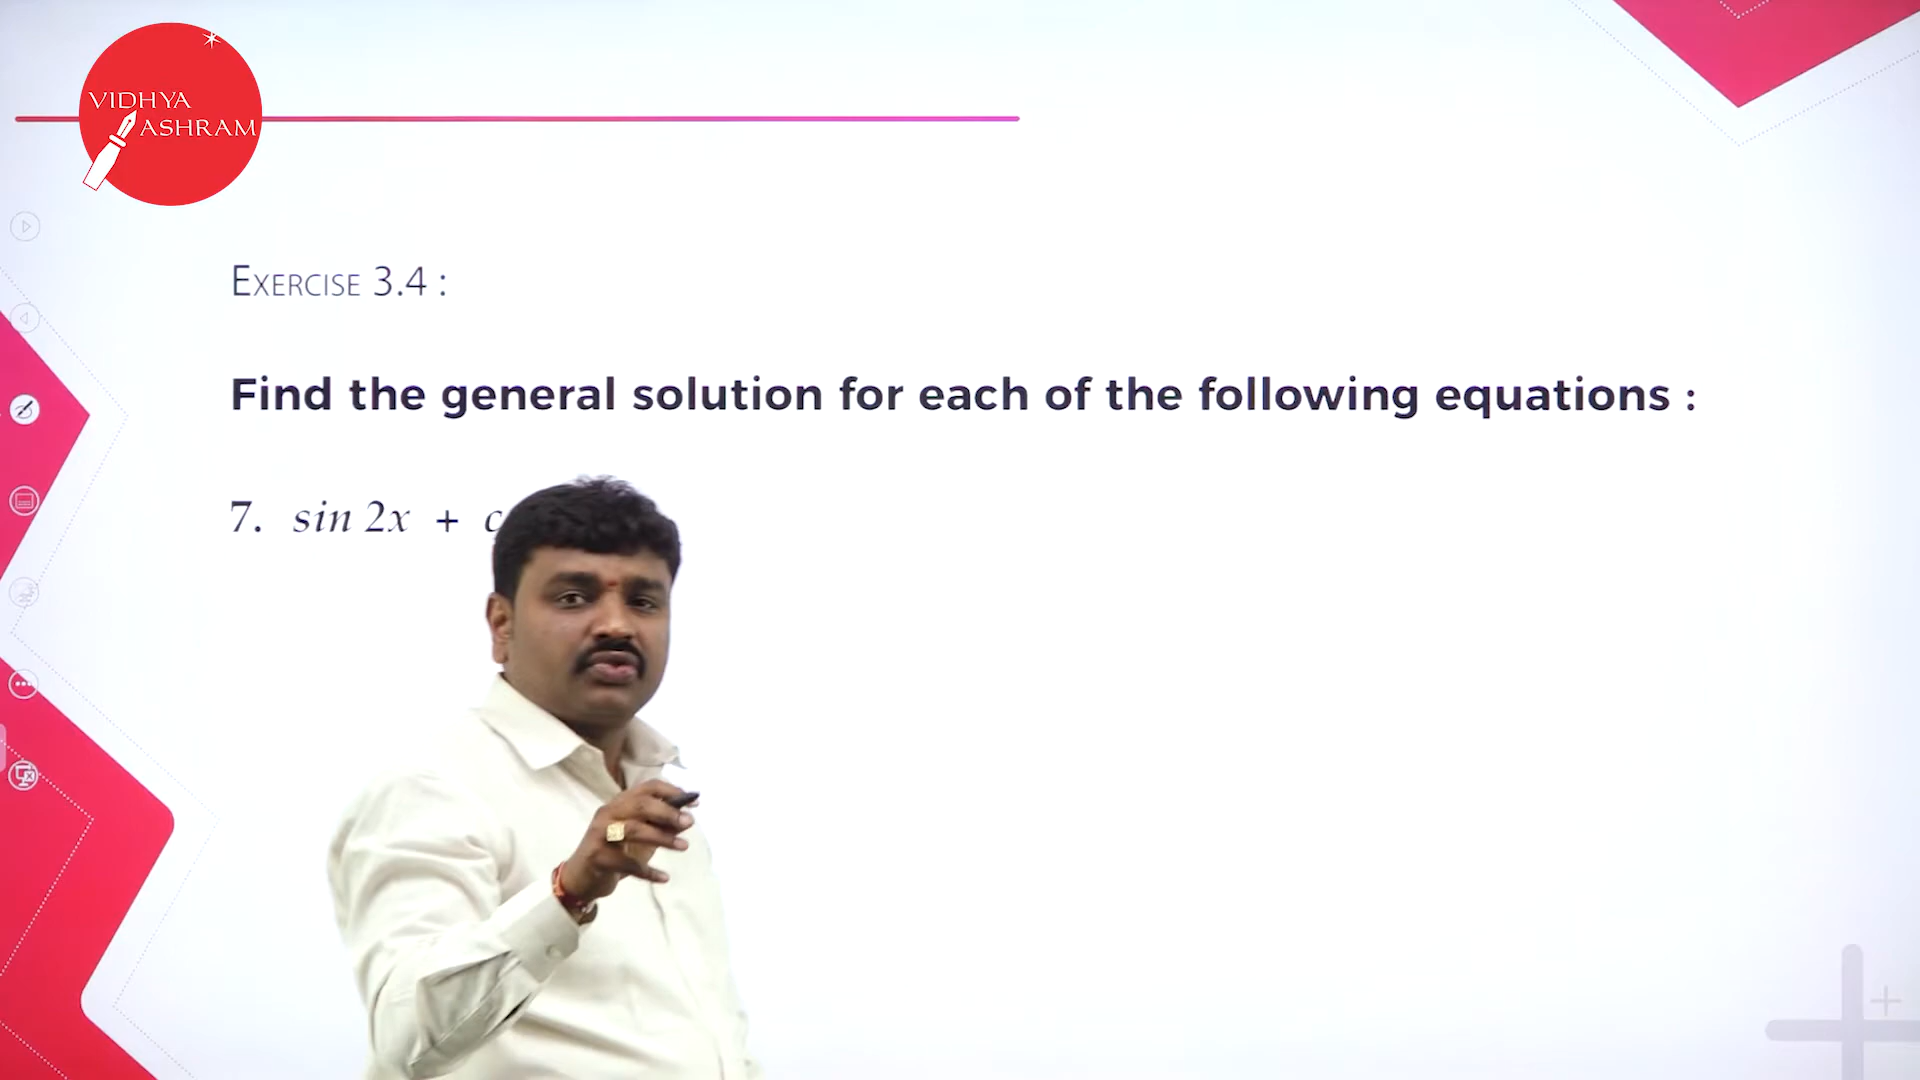 VIDHYA
ASHRAM
EXERCISE 3.4 :
Find the general solution for each of the following equations :
7. sin 2x + c